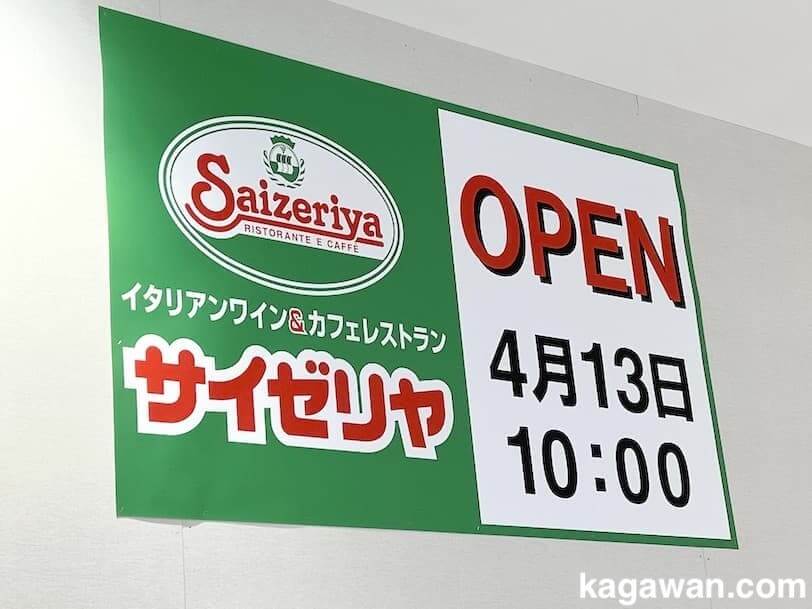 Saizeriya
RISTORANTE E CAFFÉ
イタリアンワイン&カフェレストラン
サイゼリヤ
OPEN
4月13日
10:00
kagawan.com